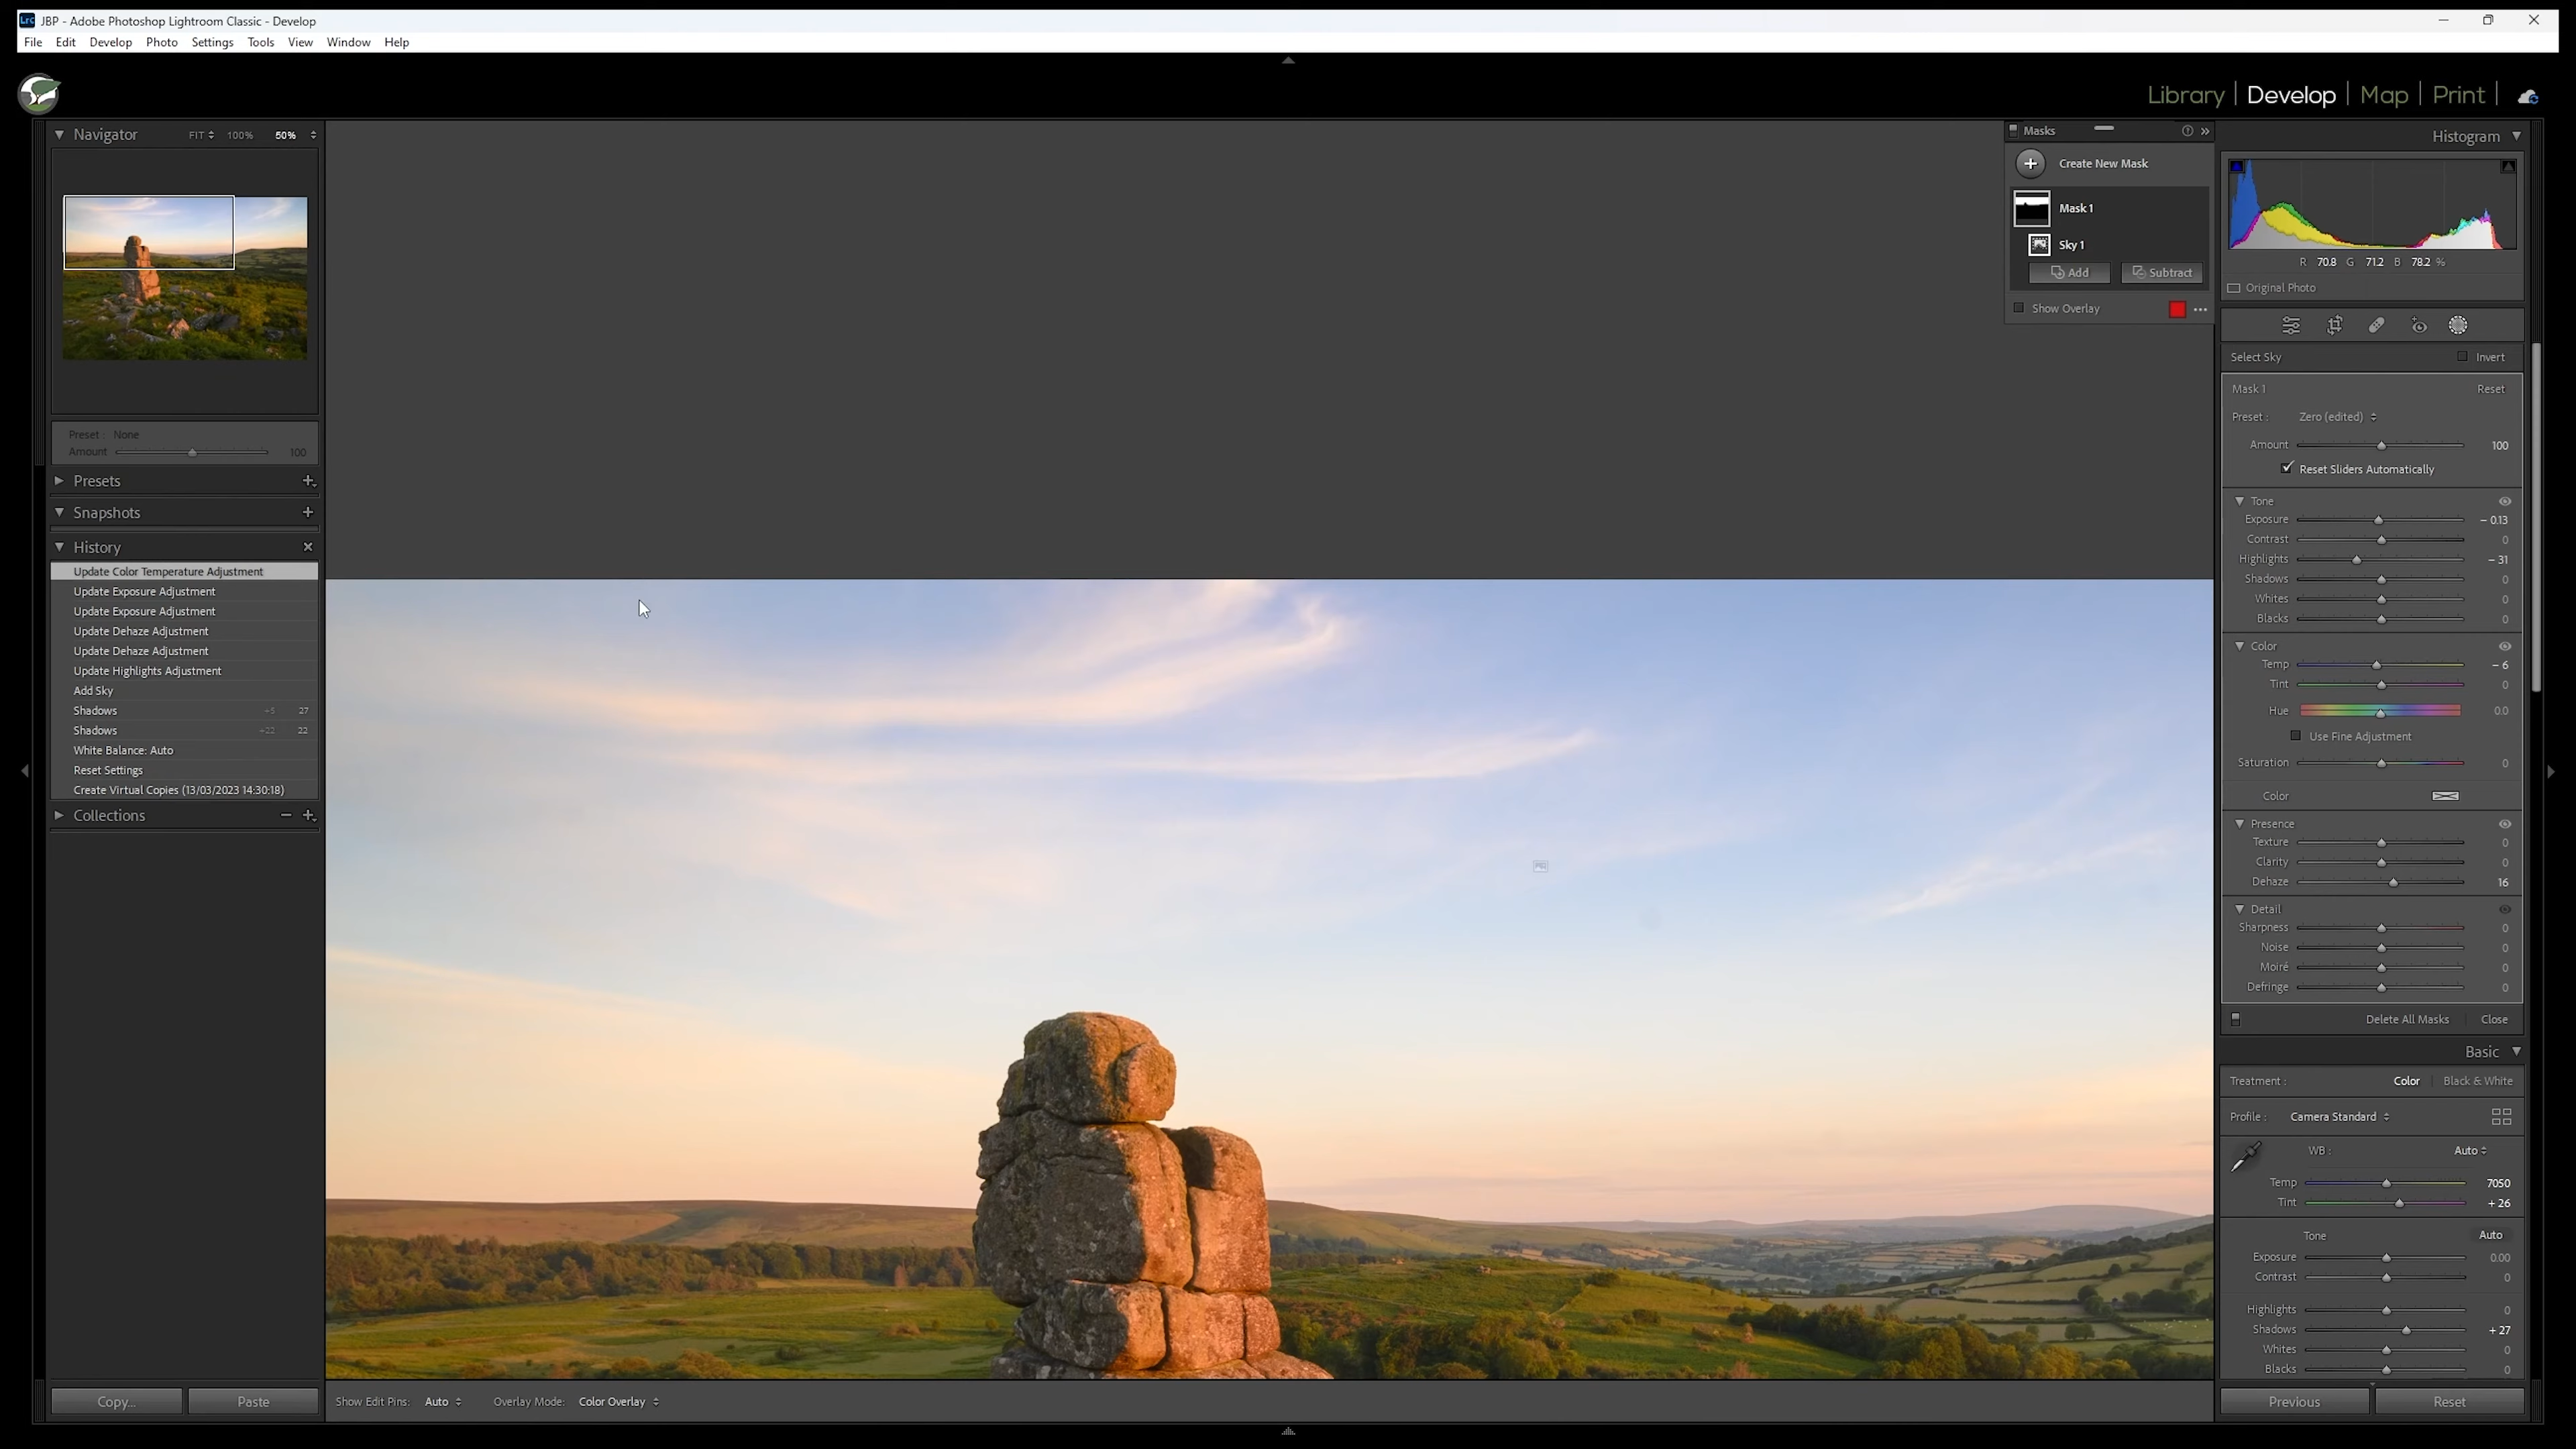 Lrc JBP - Adobe Photoshop Lightroom Classic - Develop
File Edit Develop Photo Settings Tools View Window Help
Library | Develop | Map | Print |
Navigator FIT 100% 50%
Preset : None
Amount 100
Presets
Snapshots
History
Update Color Temperature Adjustment
Update Exposure Adjustment
Update Exposure Adjustment
Update Dehaze Adjustment
Update Dehaze Adjustment
Update Highlights Adjustment
Add Sky
Shadows +5 27
Shadows +22 22
White Balance: Auto
Reset Settings
Create Virtual Copies (13/03/2023 14:30:18)
Collections
Copy... Paste
Show Edit Pins: Auto Overlay Mode: Color Overlay
Masks
Create New Mask
Mask 1
Sky 1
Add Subtract
Show Overlay
Histogram
R 70.8 G 71.2 B 78.2 %
Original Photo
Select Sky Invert
Mask 1 Reset
Preset : Zero (edited)
Amount 100
Reset Sliders Automatically
Tone
Exposure – 0.13
Contrast 0
Highlights – 31
Shadows 0
Whites 0
Blacks 0
Color
Temp – 6
Tint 0
Hue 0.0
Use Fine Adjustment
Saturation 0
Color
Presence
Texture 0
Clarity 0
Dehaze 16
Detail
Sharpness 0
Noise 0
Moiré 0
Defringe 0
Delete All Masks Close
Basic
Treatment : Color Black & White
Profile : Camera Standard
WB : Auto
Temp 7050
Tint + 26
Tone Auto
Exposure 0.00
Contrast 0
Highlights 0
Shadows + 27
Whites 0
Blacks 0
Previous Reset